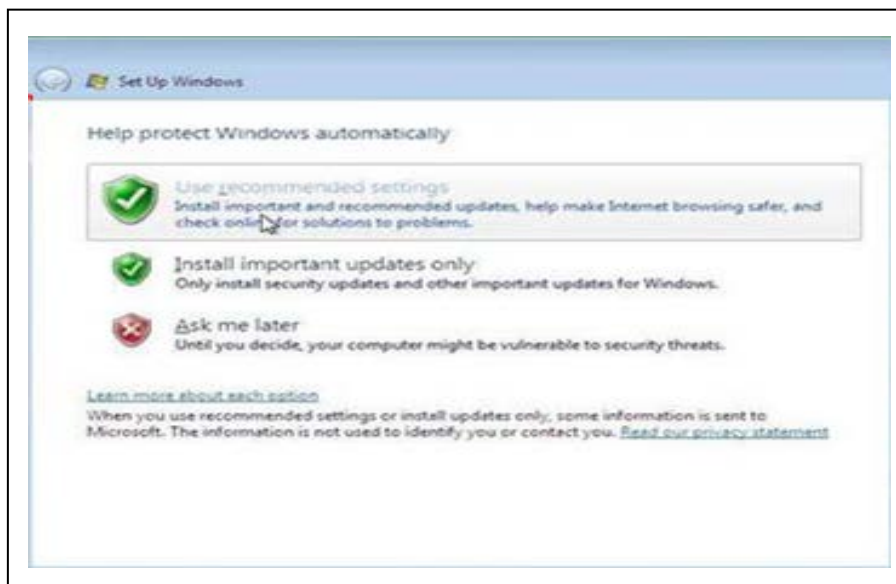 Set Up Windows
Help protect Windows automatically
Use recommended settings
Install important and recommended updates, help make Internet browsing safer, and
check online for solutions to problems.
Install important updates only
Only install security updates and other important updates for Windows.
Ask me later
Until you decide, your computer might be vulnerable to security threats.
Learn more about each option
When you use recommended settings or install updates only, some information is sent to
Microsoft. The information is not used to identify you or contact you. Read our privacy statement